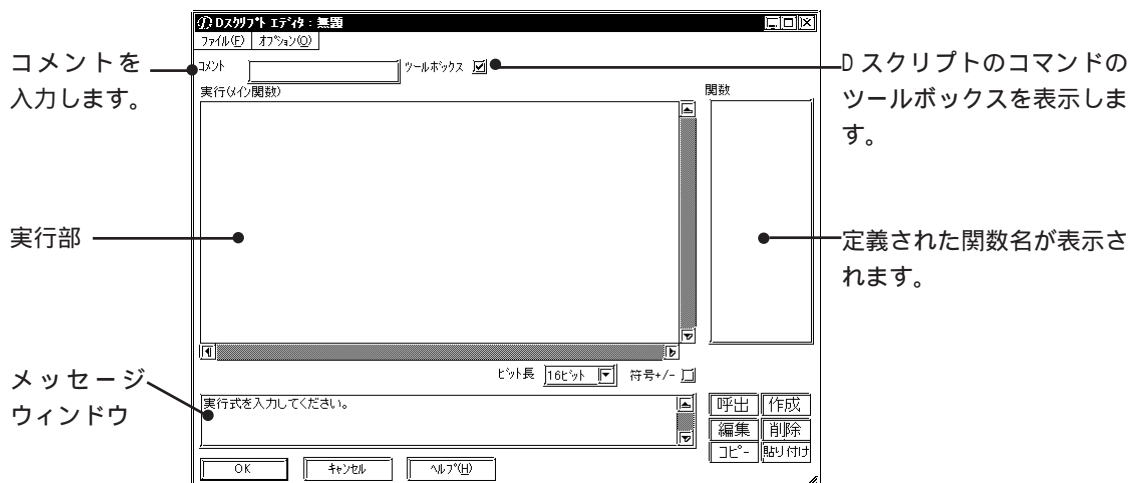 Dｽｸﾘﾌﾟﾄ ｴﾃﾞｨﾀ : 無題
ﾌｧｲﾙ(F) ｵﾌﾟｼｮﾝ(O)
ｺﾒﾝﾄ ﾂｰﾙﾎﾞｯｸｽ
実行(ﾒｲﾝ関数) 関数
コメントを
入力します。
D スクリプトのコマンドの
ツールボックスを表示しま
す。
実行部
定義された関数名が表示さ
れます。
ﾋﾞｯﾄ長 16ﾋﾞｯﾄ 符号+/-
メッセージ
ウィンドウ
実行式を入力してください。
呼出 作成
編集 削除
ｺﾋﾟｰ 貼り付け
OK ｷｬﾝｾﾙ ﾍﾙﾌﾟ(H)